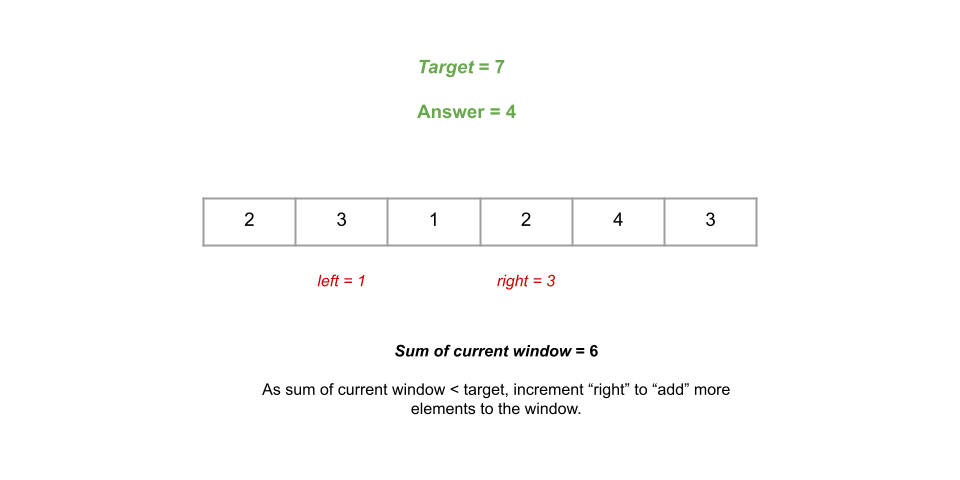 Target = 7
Answer = 4
2 3 1 2 4 3
left = 1 right = 3
Sum of current window = 6
As sum of current window < target, increment “right” to “add” more
elements to the window.